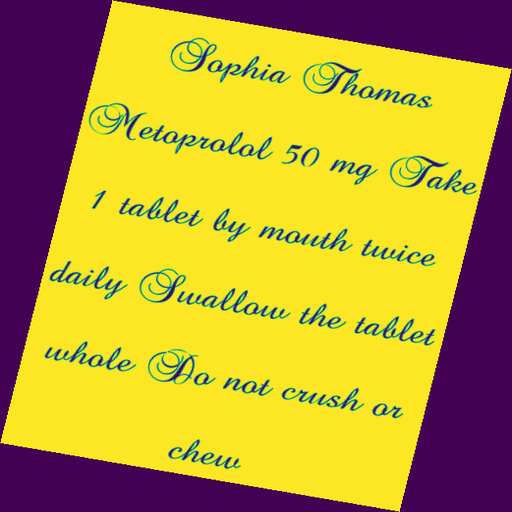 Sophia Thomas
Metoprolol 50 mg Take
1 tablet by mouth twice
daily Swallow the tablet
whole Do not crush or
chew